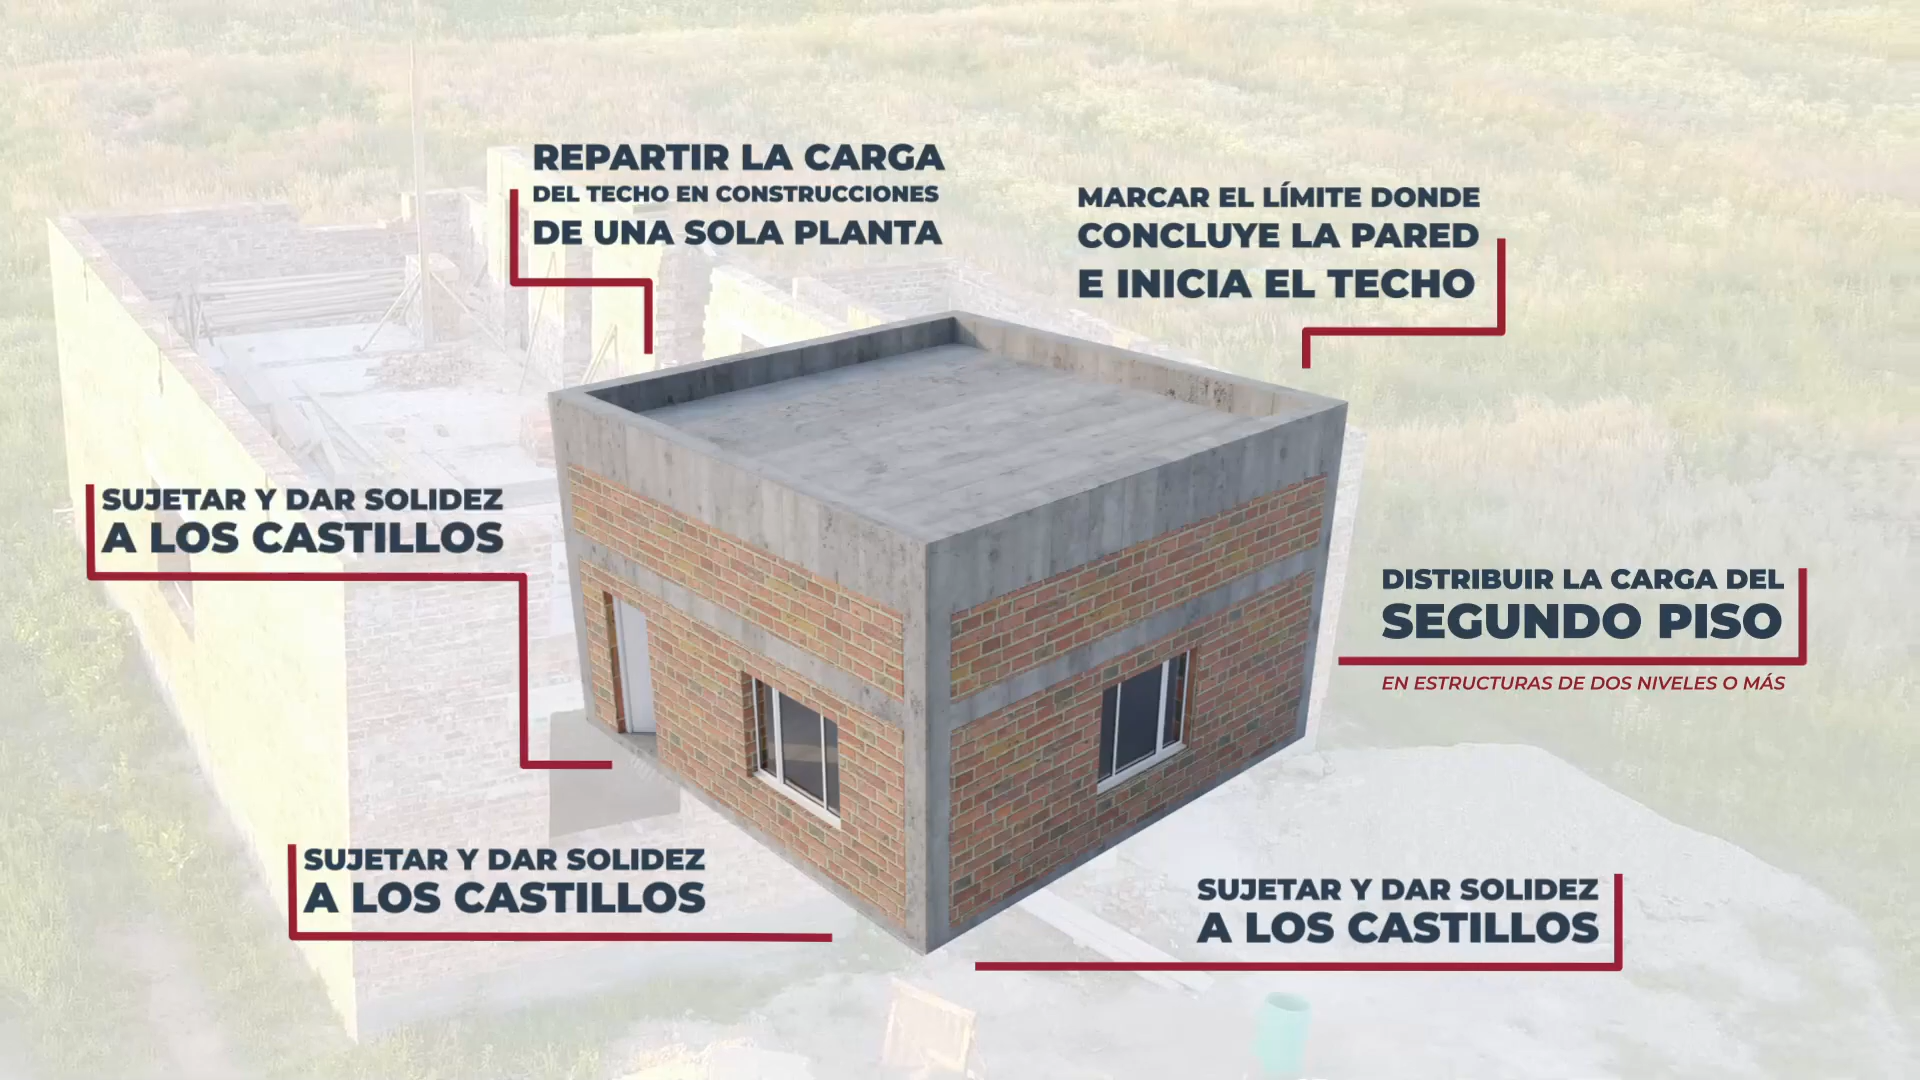 REPARTIR LA CARGA
DEL TECHO EN CONSTRUCCIONES
DE UNA SOLA PLANTA
MARCAR EL LÍMITE DONDE
CONCLUYE LA PARED
E INICIA EL TECHO
SUJETAR Y DAR SOLIDEZ
A LOS CASTILLOS
DISTRIBUIR LA CARGA DEL
SEGUNDO PISO
EN ESTRUCTURAS DE DOS NIVELES O MÁS
SUJETAR Y DAR SOLIDEZ
A LOS CASTILLOS
SUJETAR Y DAR SOLIDEZ
A LOS CASTILLOS